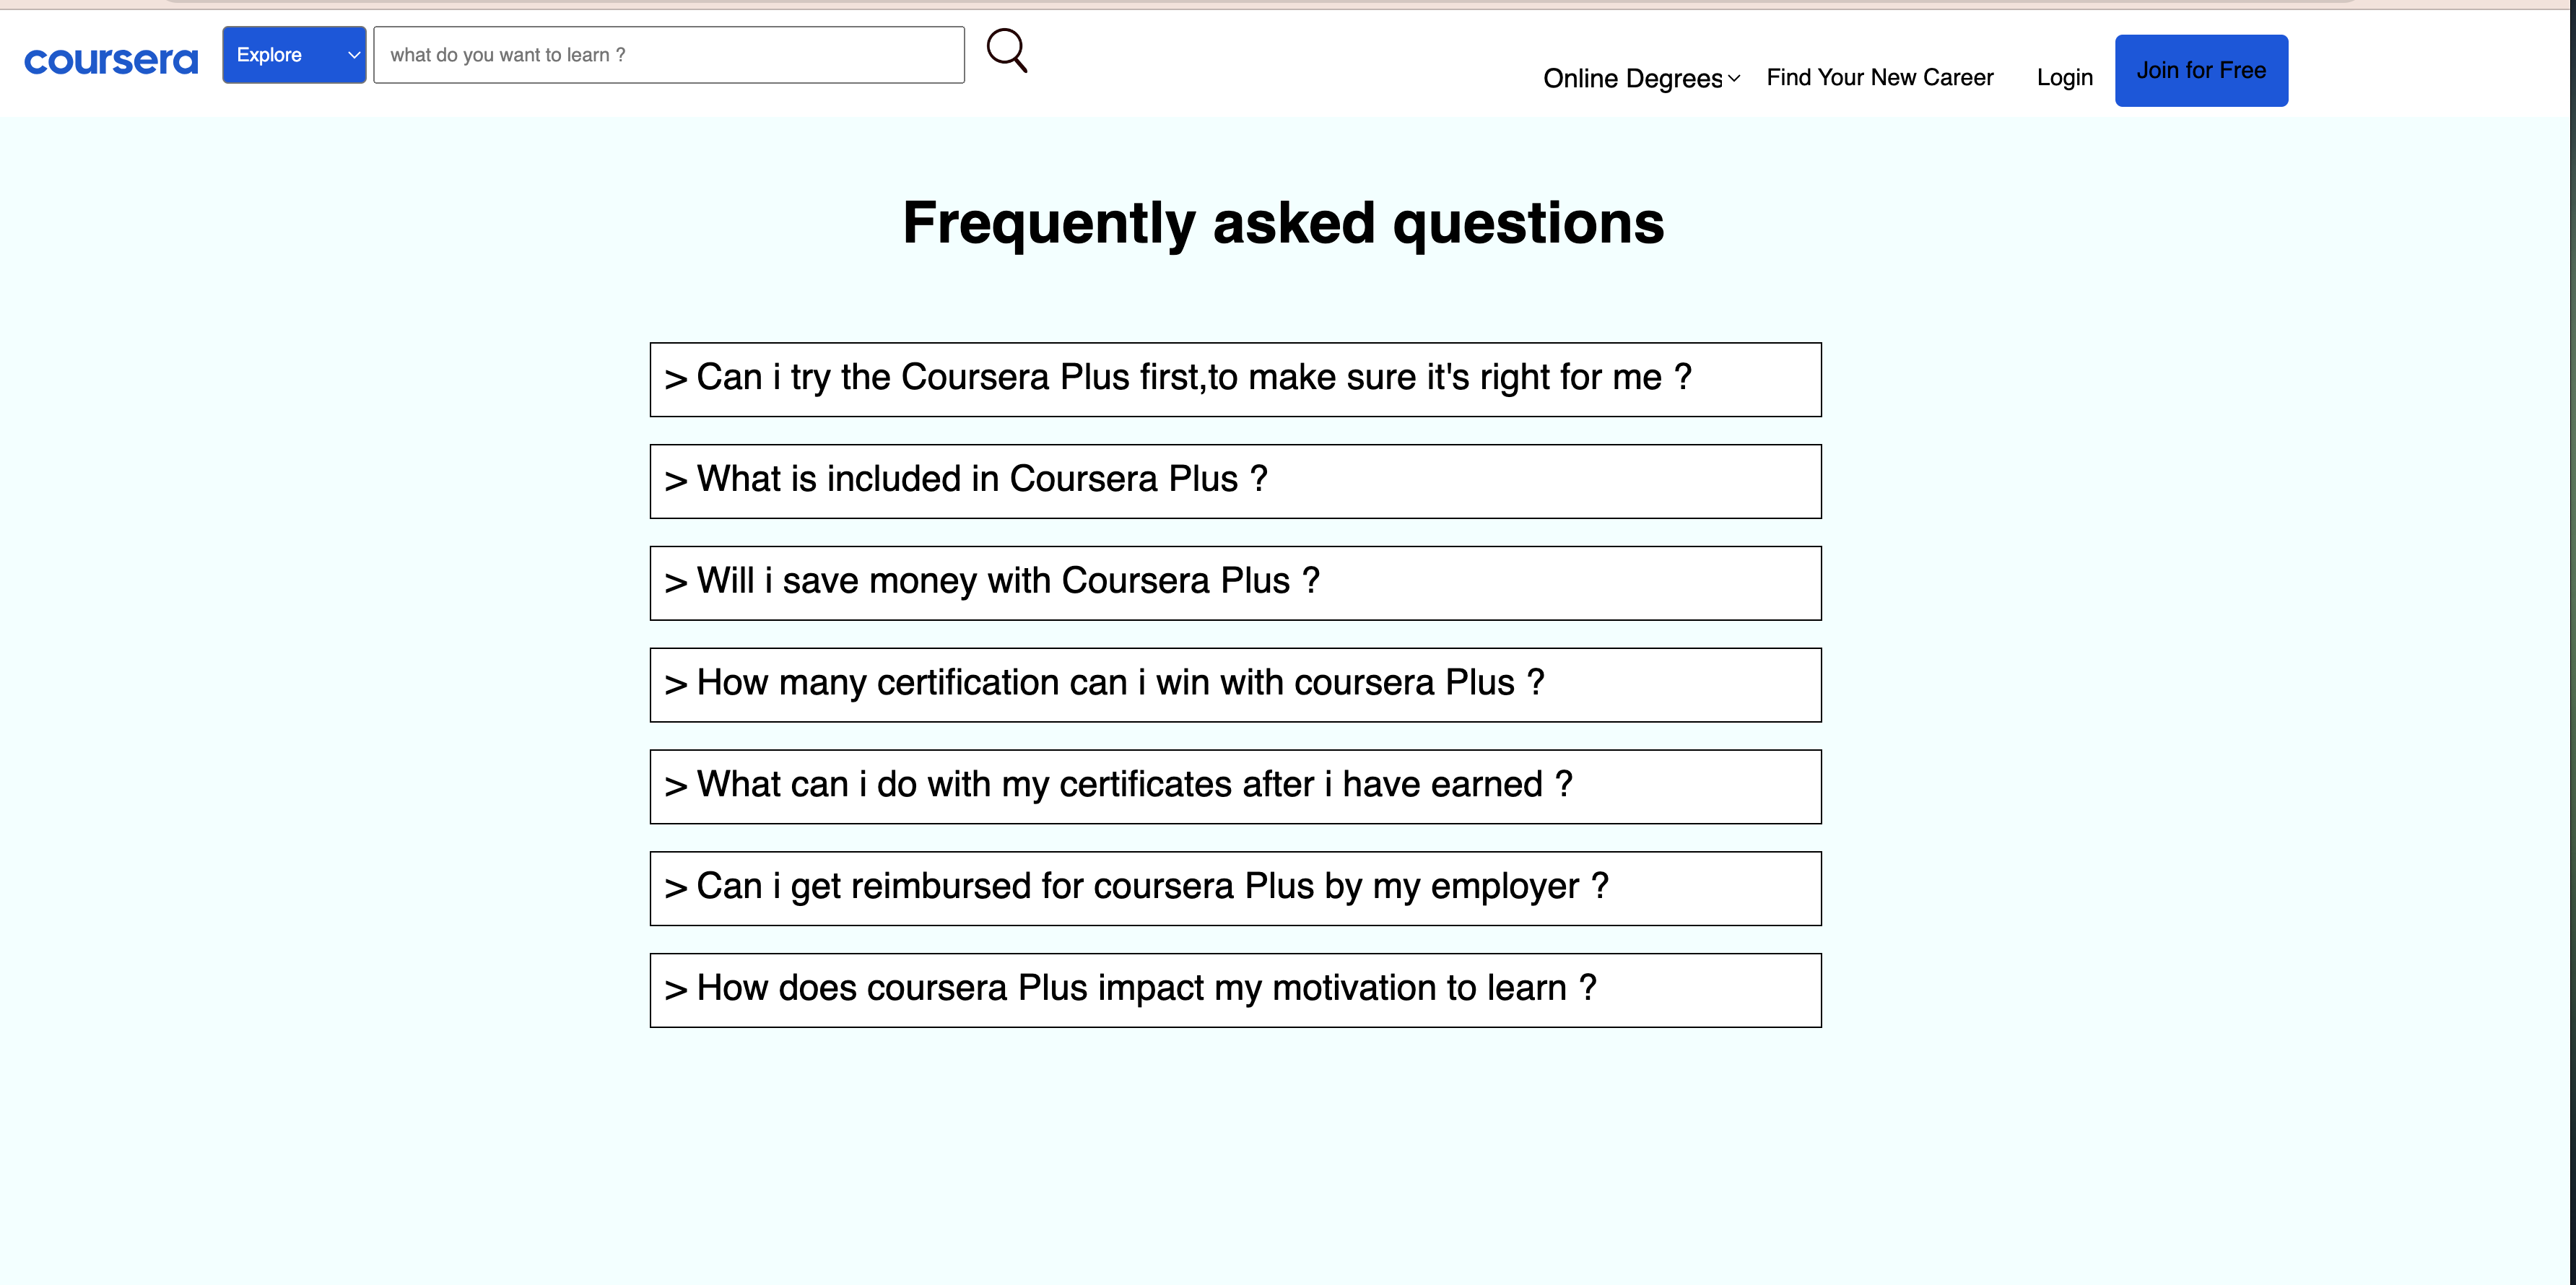 coursera
Explore
what do you want to learn ?
Online Degrees
Find Your New Career
Login
Join for Free
Frequently asked questions
> Can i try the Coursera Plus first,to make sure it's right for me ?
> What is included in Coursera Plus ?
> Will i save money with Coursera Plus ?
> How many certification can i win with coursera Plus ?
> What can i do with my certificates after i have earned ?
> Can i get reimbursed for coursera Plus by my employer ?
> How does coursera Plus impact my motivation to learn ?